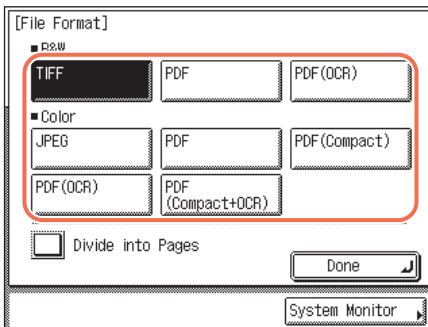 [File Format]
■B&W
TIFF PDF PDF(OCR)
■Color
JPEG PDF PDF(Compact)
PDF(OCR) PDF
(Compact+OCR)
Divide into Pages
Done
System Monitor